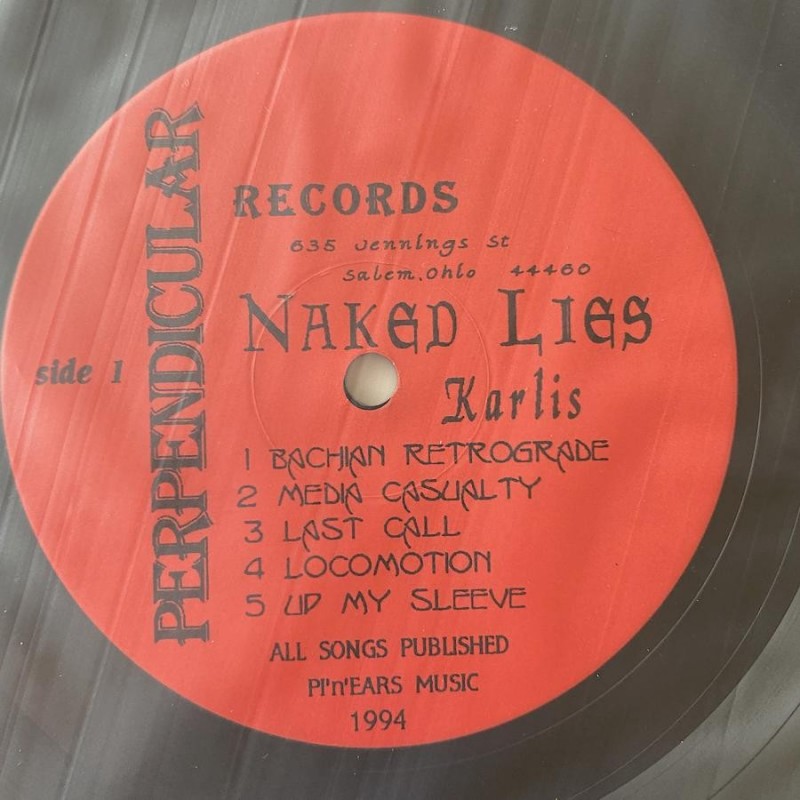 PERPENDICULAR
RECORDS
635 Jennings St
Salem, Ohio 44460
NAKED LIES
Karlis
side 1
1 BACHIAN RETROGRADE
2 MEDIA CASUALTY
3 LAST CALL
4 LOCOMOTION
5 UP MY SLEEVE
ALL SONGS PUBLISHED
PI'n'EARS MUSIC
1994